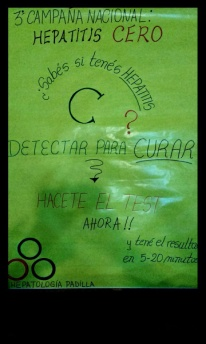 3ª CAMPAÑA NACIONAL:
HEPATITIS CERO
¿Sabés si tenés HEPATITIS
C ?
DETECTAR PARA CURAR
HACETE EL TEST
AHORA!!
y tené el resultado
en 5-20 minutos
HEPATOLOGÍA PADILLA